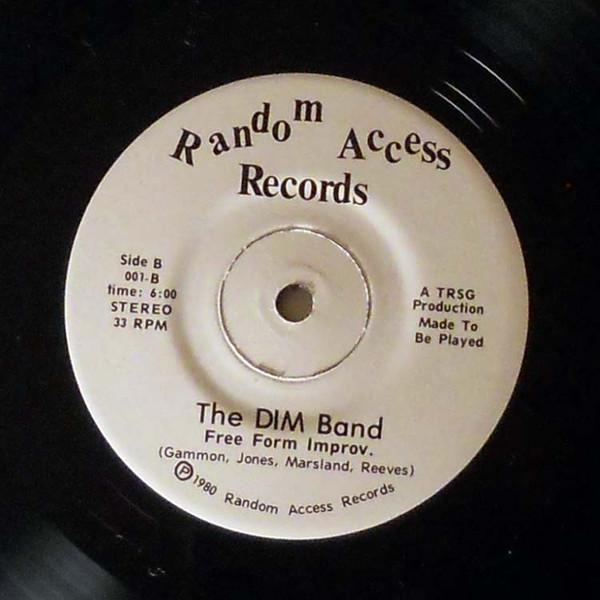 Random Access
Records
Side B
001-B
time: 6:00
STEREO
33 RPM
A TRSG
Production
Made To
Be Played
The DIM Band
Free Form Improv.
(Gammon, Jones, Marsland, Reeves)
℗1980 Random Access Records